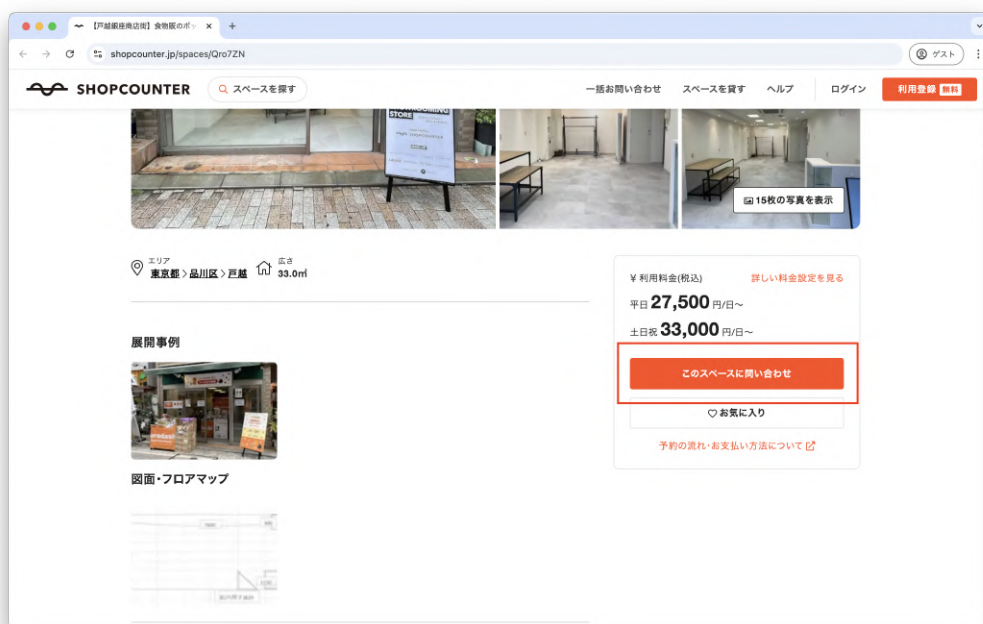 【戸越銀座商店街】食物販のポッ
shopcounter.jp/spaces/Qro7ZN
ゲスト
SHOPCOUNTER
スペースを探す
一括お問い合わせ
スペースを貸す
ヘルプ
ログイン
利用登録 無料
STORE
15枚の写真を表示
エリア
東京都 > 品川区 > 戸越
広さ
33.0㎡
¥ 利用料金(税込)
詳しい料金設定を見る
平日 27,500 円/日〜
土日祝 33,000 円/日〜
このスペースに問い合わせ
お気に入り
予約の流れ・お支払い方法について
展開事例
図面・フロアマップ